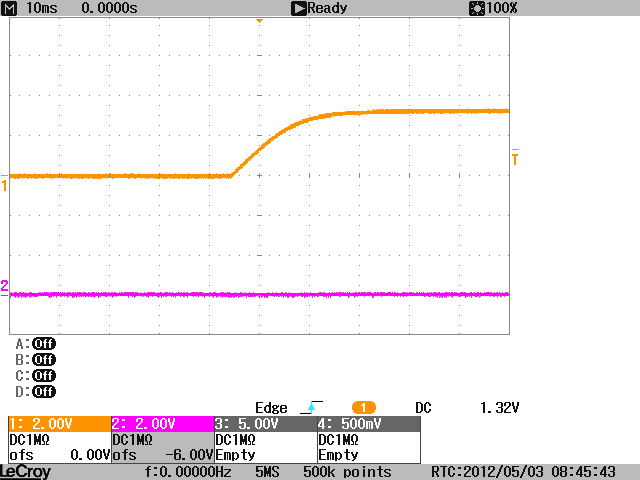 M 10ms 0.0000s Ready 100%
T
1
2
A: Off
B: Off
C: Off
D: Off
Edge 1 DC 1.32V
1: 2.00V 2: 2.00V 3: 5.00V 4: 500mV
DC1MΩ DC1MΩ DC1MΩ DC1MΩ
ofs 0.00V ofs -6.00V Empty Empty
LeCroy f:0.00000Hz 5MS 500k points RTC:2012/05/03 08:45:43